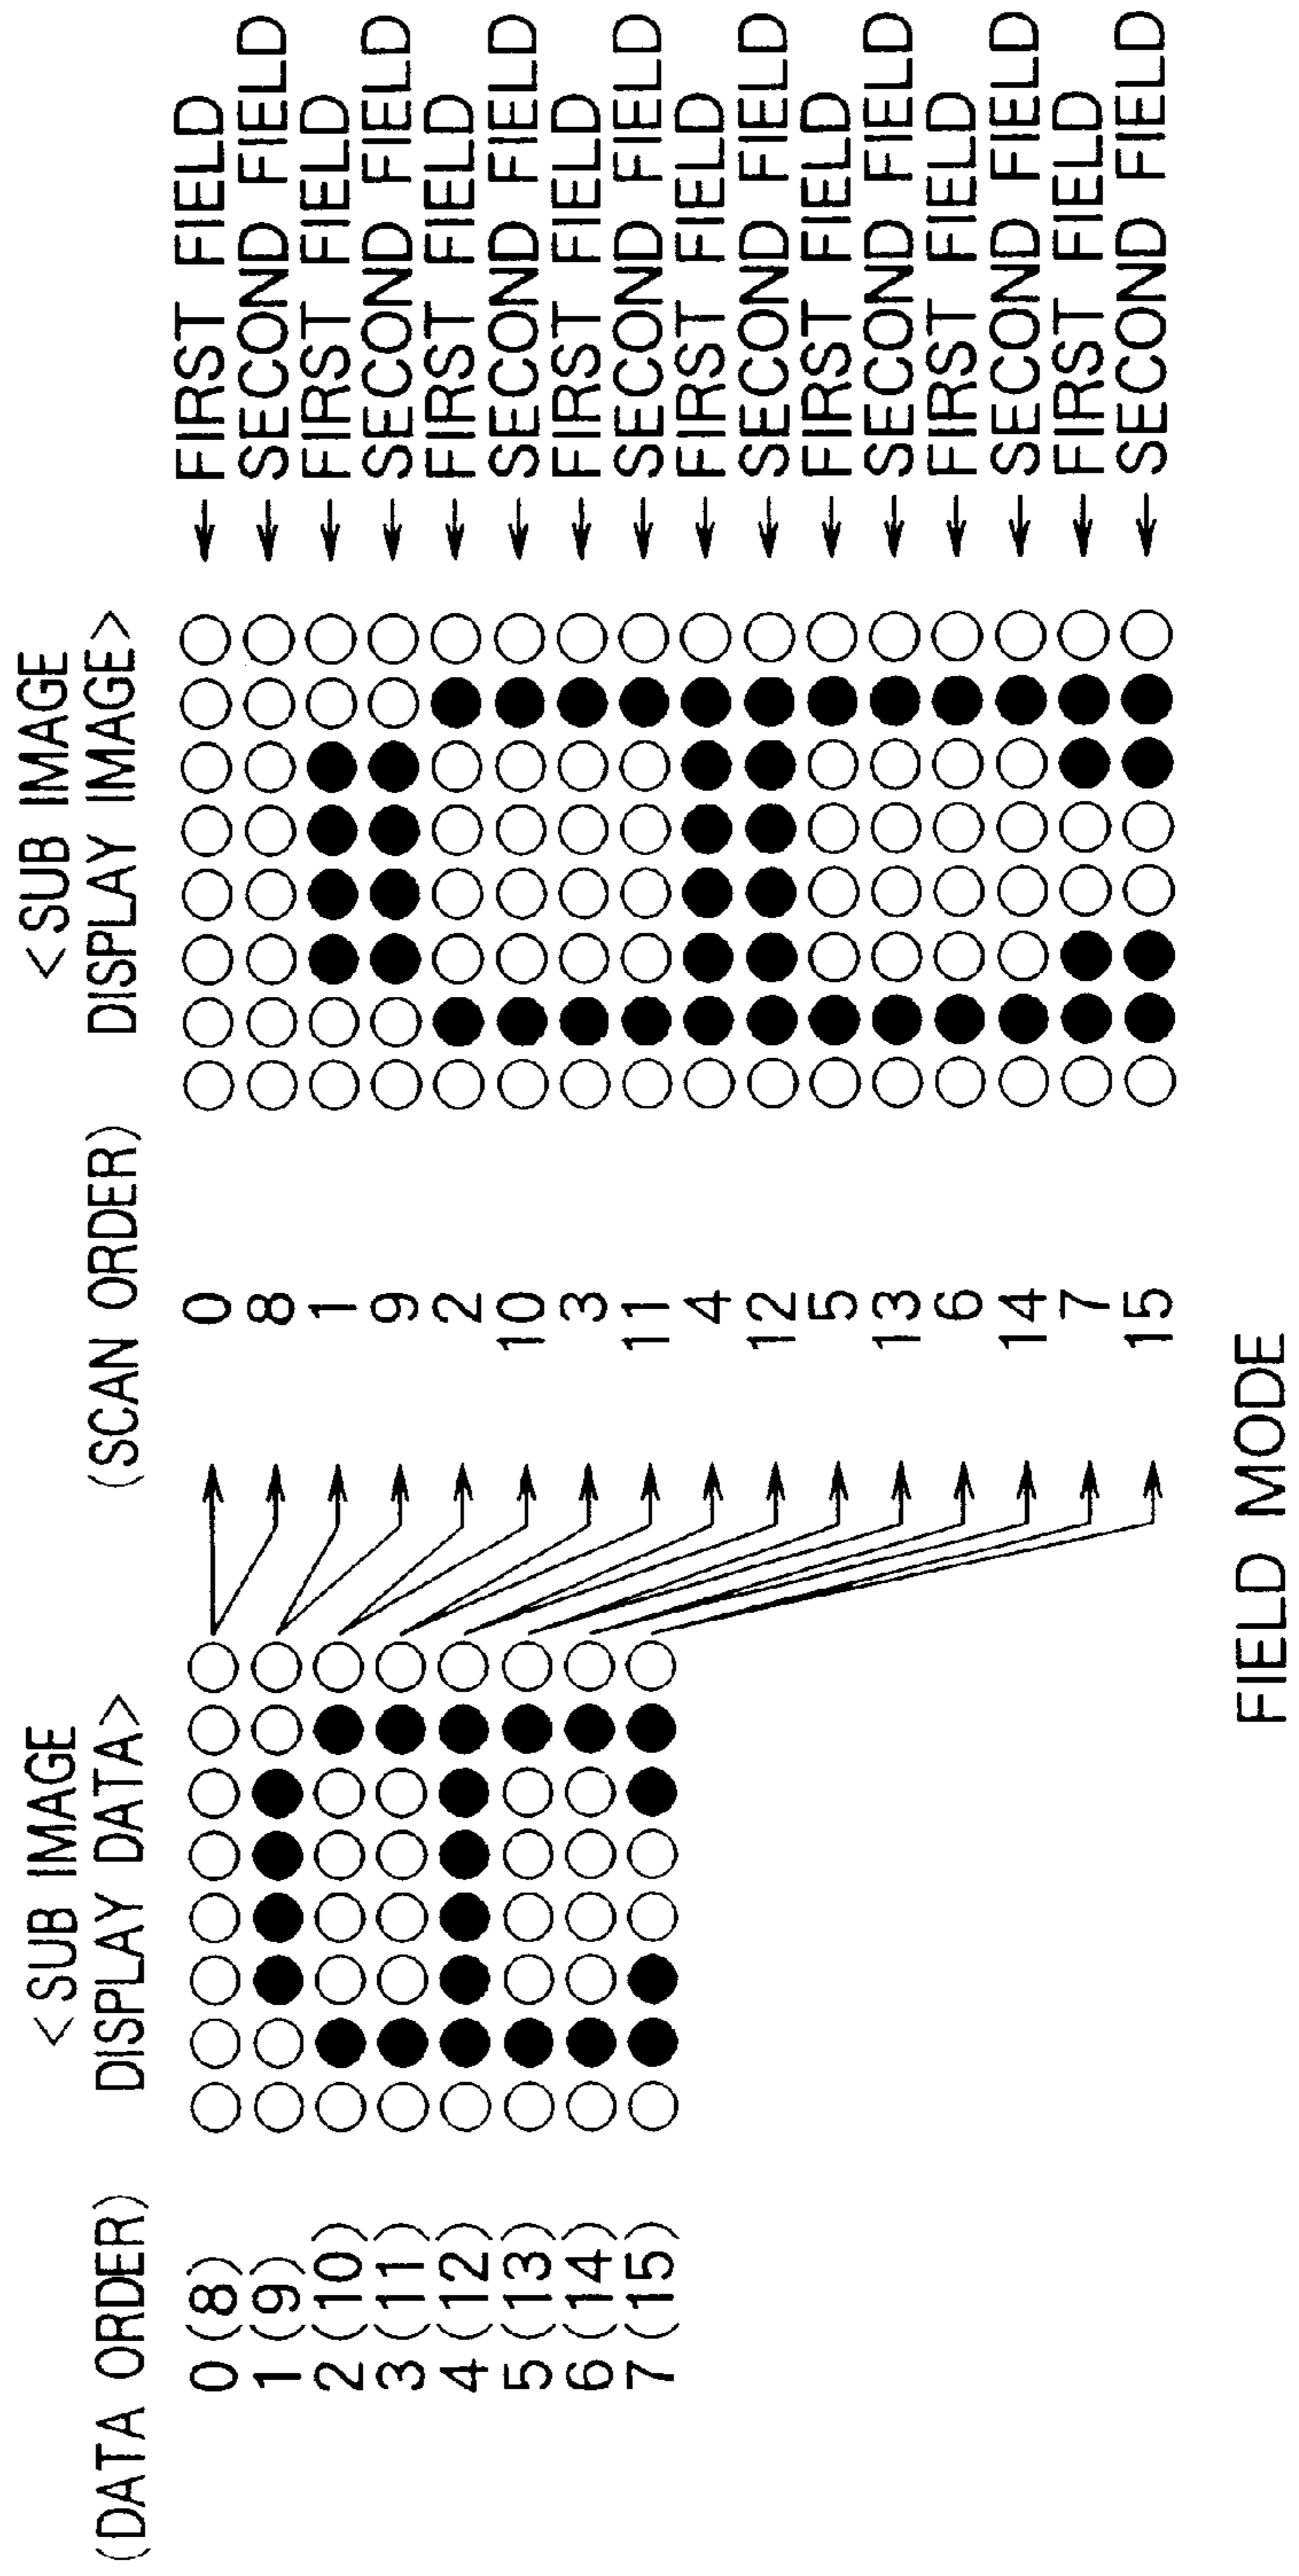 <SUB IMAGE
DISPLAY DATA>
<SUB IMAGE
DISPLAY IMAGE>
(DATA ORDER)
(SCAN ORDER)
0(8) 0 FIRST FIELD
1(9) 8 SECOND FIELD
2(10) 1 FIRST FIELD
3(11) 9 SECOND FIELD
4(12) 2 FIRST FIELD
5(13) 10 SECOND FIELD
6(14) 3 FIRST FIELD
7(15) 11 SECOND FIELD
4 FIRST FIELD
12 SECOND FIELD
5 FIRST FIELD
13 SECOND FIELD
6 FIRST FIELD
14 SECOND FIELD
7 FIRST FIELD
15 SECOND FIELD
FIELD MODE